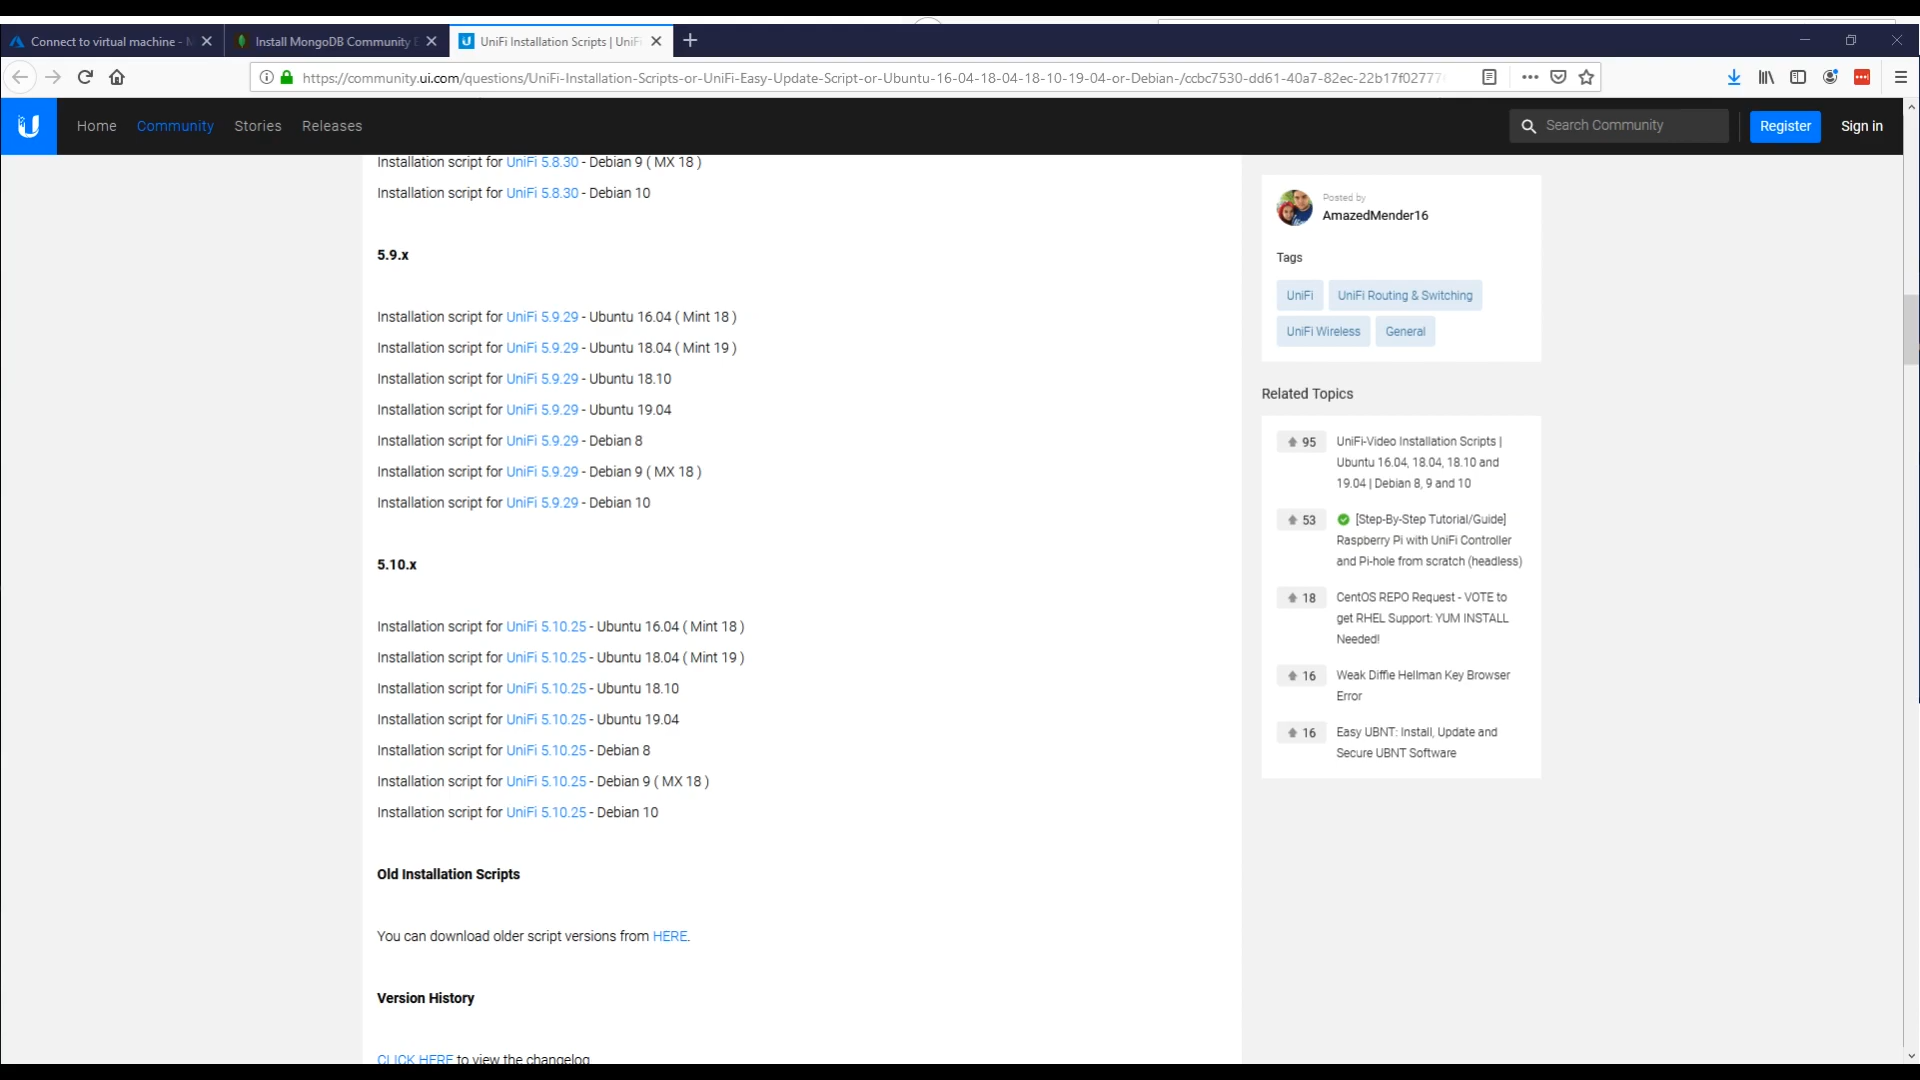 Connect to virtual machine - M
Install MongoDB Community E
UniFi Installation Scripts | UniFi
https://community.ui.com/questions/UniFi-Installation-Scripts-or-UniFi-Easy-Update-Script-or-Ubuntu-16-04-18-04-18-10-19-04-or-Debian-/ccbc7530-dd61-40a7-82ec-22b17f02777
Home
Community
Stories
Releases
Search Community
Register
Sign in
Installation script for UniFi 5.8.30 - Debian 9 ( MX 18 )
Installation script for UniFi 5.8.30 - Debian 10
5.9.x
Installation script for UniFi 5.9.29 - Ubuntu 16.04 ( Mint 18 )
Installation script for UniFi 5.9.29 - Ubuntu 18.04 ( Mint 19 )
Installation script for UniFi 5.9.29 - Ubuntu 18.10
Installation script for UniFi 5.9.29 - Ubuntu 19.04
Installation script for UniFi 5.9.29 - Debian 8
Installation script for UniFi 5.9.29 - Debian 9 ( MX 18 )
Installation script for UniFi 5.9.29 - Debian 10
5.10.x
Installation script for UniFi 5.10.25 - Ubuntu 16.04 ( Mint 18 )
Installation script for UniFi 5.10.25 - Ubuntu 18.04 ( Mint 19 )
Installation script for UniFi 5.10.25 - Ubuntu 18.10
Installation script for UniFi 5.10.25 - Ubuntu 19.04
Installation script for UniFi 5.10.25 - Debian 8
Installation script for UniFi 5.10.25 - Debian 9 ( MX 18 )
Installation script for UniFi 5.10.25 - Debian 10
Old Installation Scripts
You can download older script versions from HERE.
Version History
CLICK HERE to view the changelog
Posted by
AmazedMender16
Tags
UniFi
UniFi Routing & Switching
UniFi Wireless
General
Related Topics
95
UniFi-Video Installation Scripts |
Ubuntu 16.04, 18.04, 18.10 and
19.04 | Debian 8, 9 and 10
53
[Step-By-Step Tutorial/Guide]
Raspberry Pi with UniFi Controller
and Pi-hole from scratch (headless)
18
CentOS REPO Request - VOTE to
get RHEL Support: YUM INSTALL
Needed!
16
Weak Diffie Hellman Key Browser
Error
16
Easy UBNT: Install, Update and
Secure UBNT Software